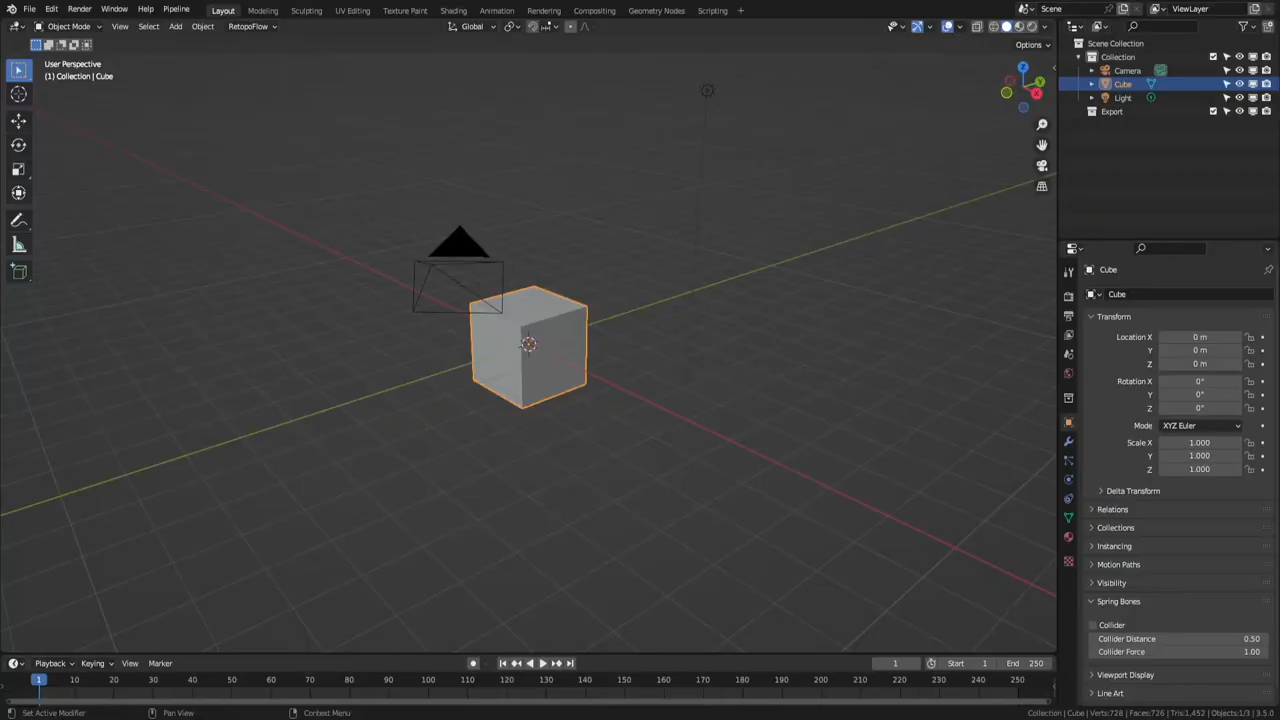 File Edit Render Window Help Pipeline Layout Modeling Sculpting UV Editing Texture Paint Shading Animation Rendering Compositing Geometry Nodes Scripting + Scene ViewLayer
Object Mode View Select Add Object RetopoFlow Global
Options
User Perspective
(1) Collection | Cube
Z
Y
X
Scene Collection
Collection
Camera
Cube
Light
Export
Cube
Cube
Transform
Location X 0 m
Y 0 m
Z 0 m
Rotation X 0°
Y 0°
Z 0°
Mode XYZ Euler
Scale X 1.000
Y 1.000
Z 1.000
Delta Transform
Relations
Collections
Instancing
Motion Paths
Visibility
Spring Bones
Collider
Collider Distance 0.50
Collider Force 1.00
Viewport Display
Line Art
Playback Keying View Marker 1 Start 1 End 250
1 10 20 30 40 50 60 70 80 90 100 110 120 130 140 150 160 170 180 190 200 210 220 230 240 250
Set Active Modifier Pan View Context Menu Collection | Cube | Verts:728 | Faces:726 | Tris:1,452 | Objects:1/3 | 3.5.0